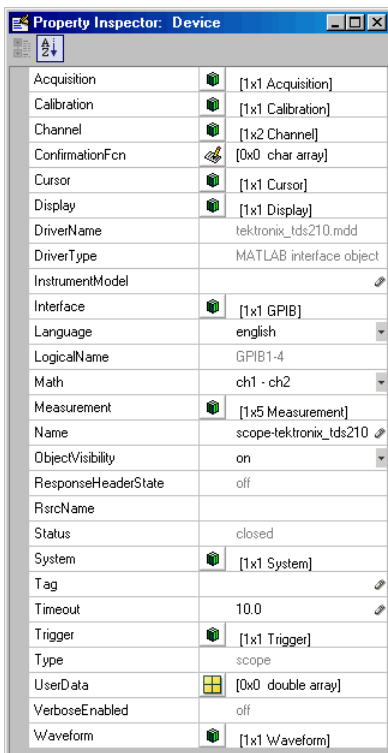 Property Inspector: Device
A
Z
Acquisition [1x1 Acquisition]
Calibration [1x1 Calibration]
Channel [1x2 Channel]
ConfirmationFcn [0x0 char array]
Cursor [1x1 Cursor]
Display [1x1 Display]
DriverName tektronix_tds210.mdd
DriverType MATLAB interface object
InstrumentModel
Interface [1x1 GPIB]
Language english
LogicalName GPIB1-4
Math ch1 - ch2
Measurement [1x5 Measurement]
Name scope-tektronix_tds210
ObjectVisibility on
ResponseHeaderState off
RsrcName
Status closed
System [1x1 System]
Tag
Timeout 10.0
Trigger [1x1 Trigger]
Type scope
UserData [0x0 double array]
VerboseEnabled off
Waveform [1x1 Waveform]